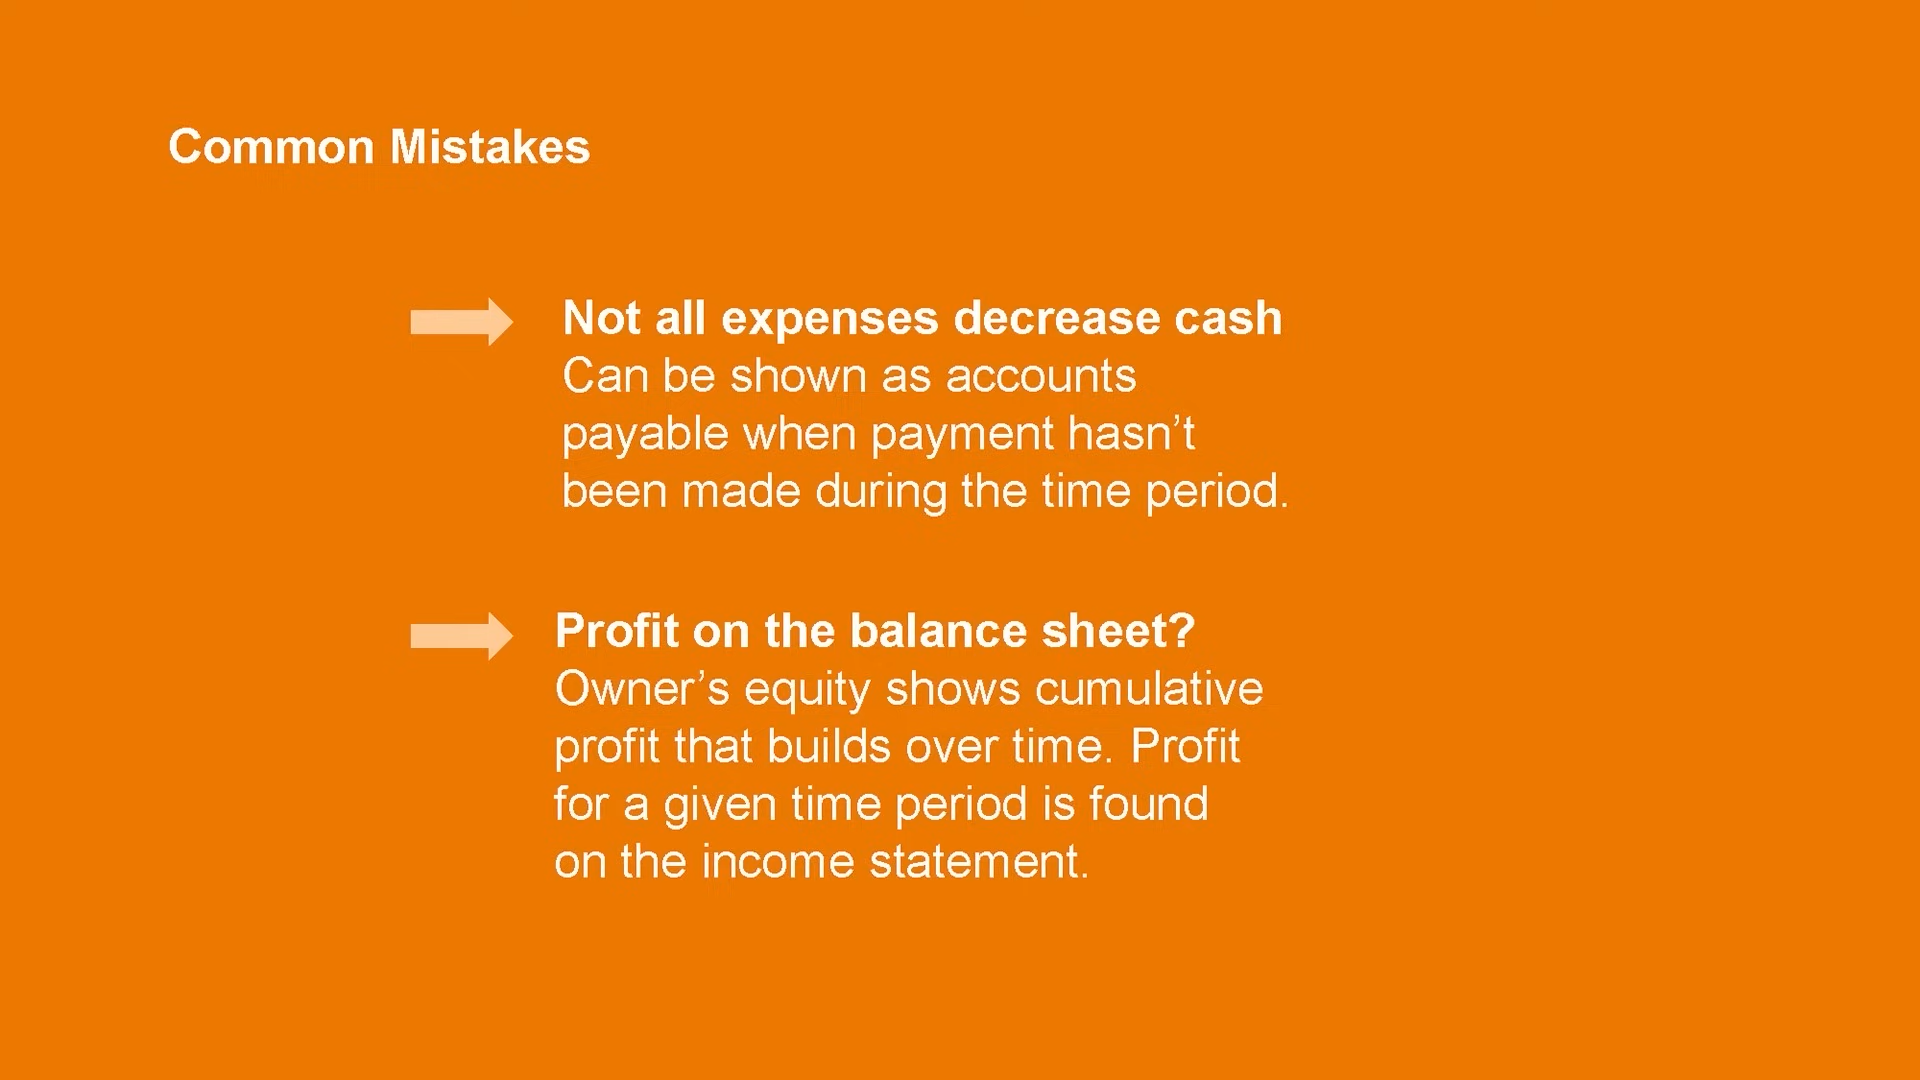 Common Mistakes
Not all expenses decrease cash
Can be shown as accounts
payable when payment hasn’t
been made during the time period.
Profit on the balance sheet?
Owner’s equity shows cumulative
profit that builds over time. Profit
for a given time period is found
on the income statement.